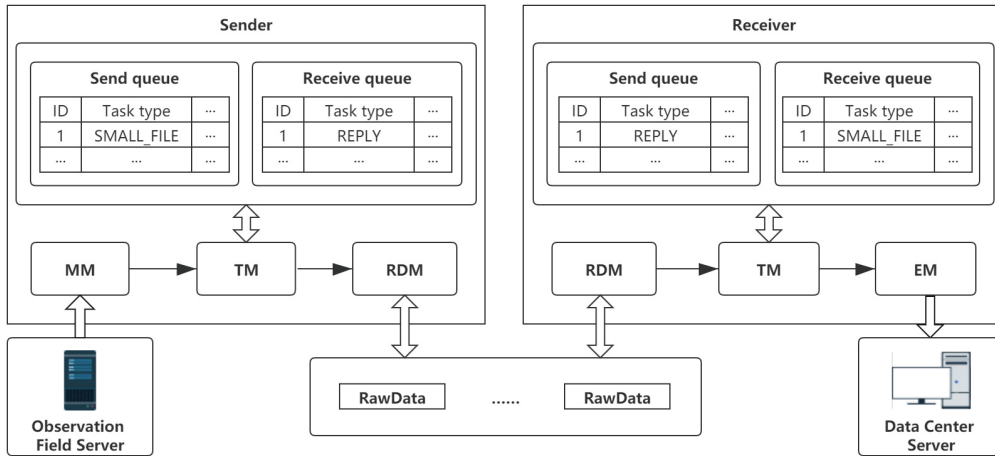 Sender
Send queue
ID Task type ...
1 SMALL_FILE ...
... ... ...
Receive queue
ID Task type ...
1 REPLY ...
... ... ...
MM
TM
RDM
Receiver
Send queue
ID Task type ...
1 REPLY ...
... ... ...
Receive queue
ID Task type ...
1 SMALL_FILE ...
... ... ...
RDM
TM
EM
Observation
Field Server
RawData ...... RawData
Data Center
Server